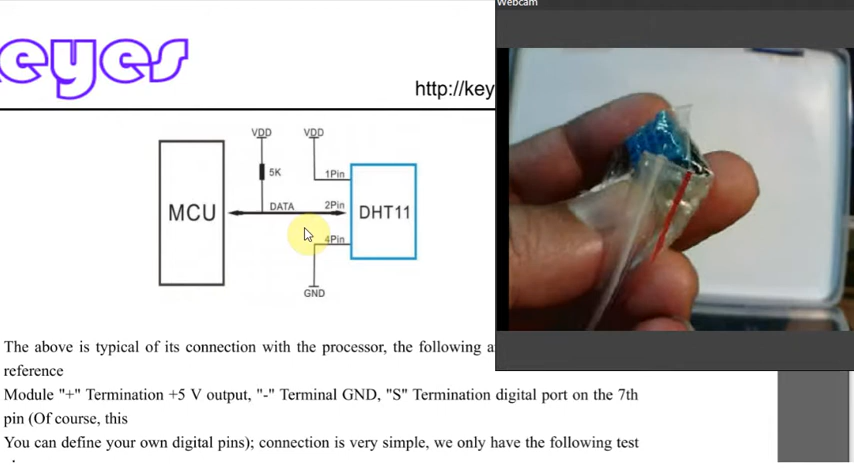 Webcam
eyes
http://key
VDD
VDD
5K
1Pin
MCU
DATA
2Pin
DHT11
4Pin
GND
The above is typical of its connection with the processor, the following a
reference
Module "+" Termination +5 V output, "-" Terminal GND, "S" Termination digital port on the 7th
pin (Of course, this
You can define your own digital pins); connection is very simple, we only have the following test